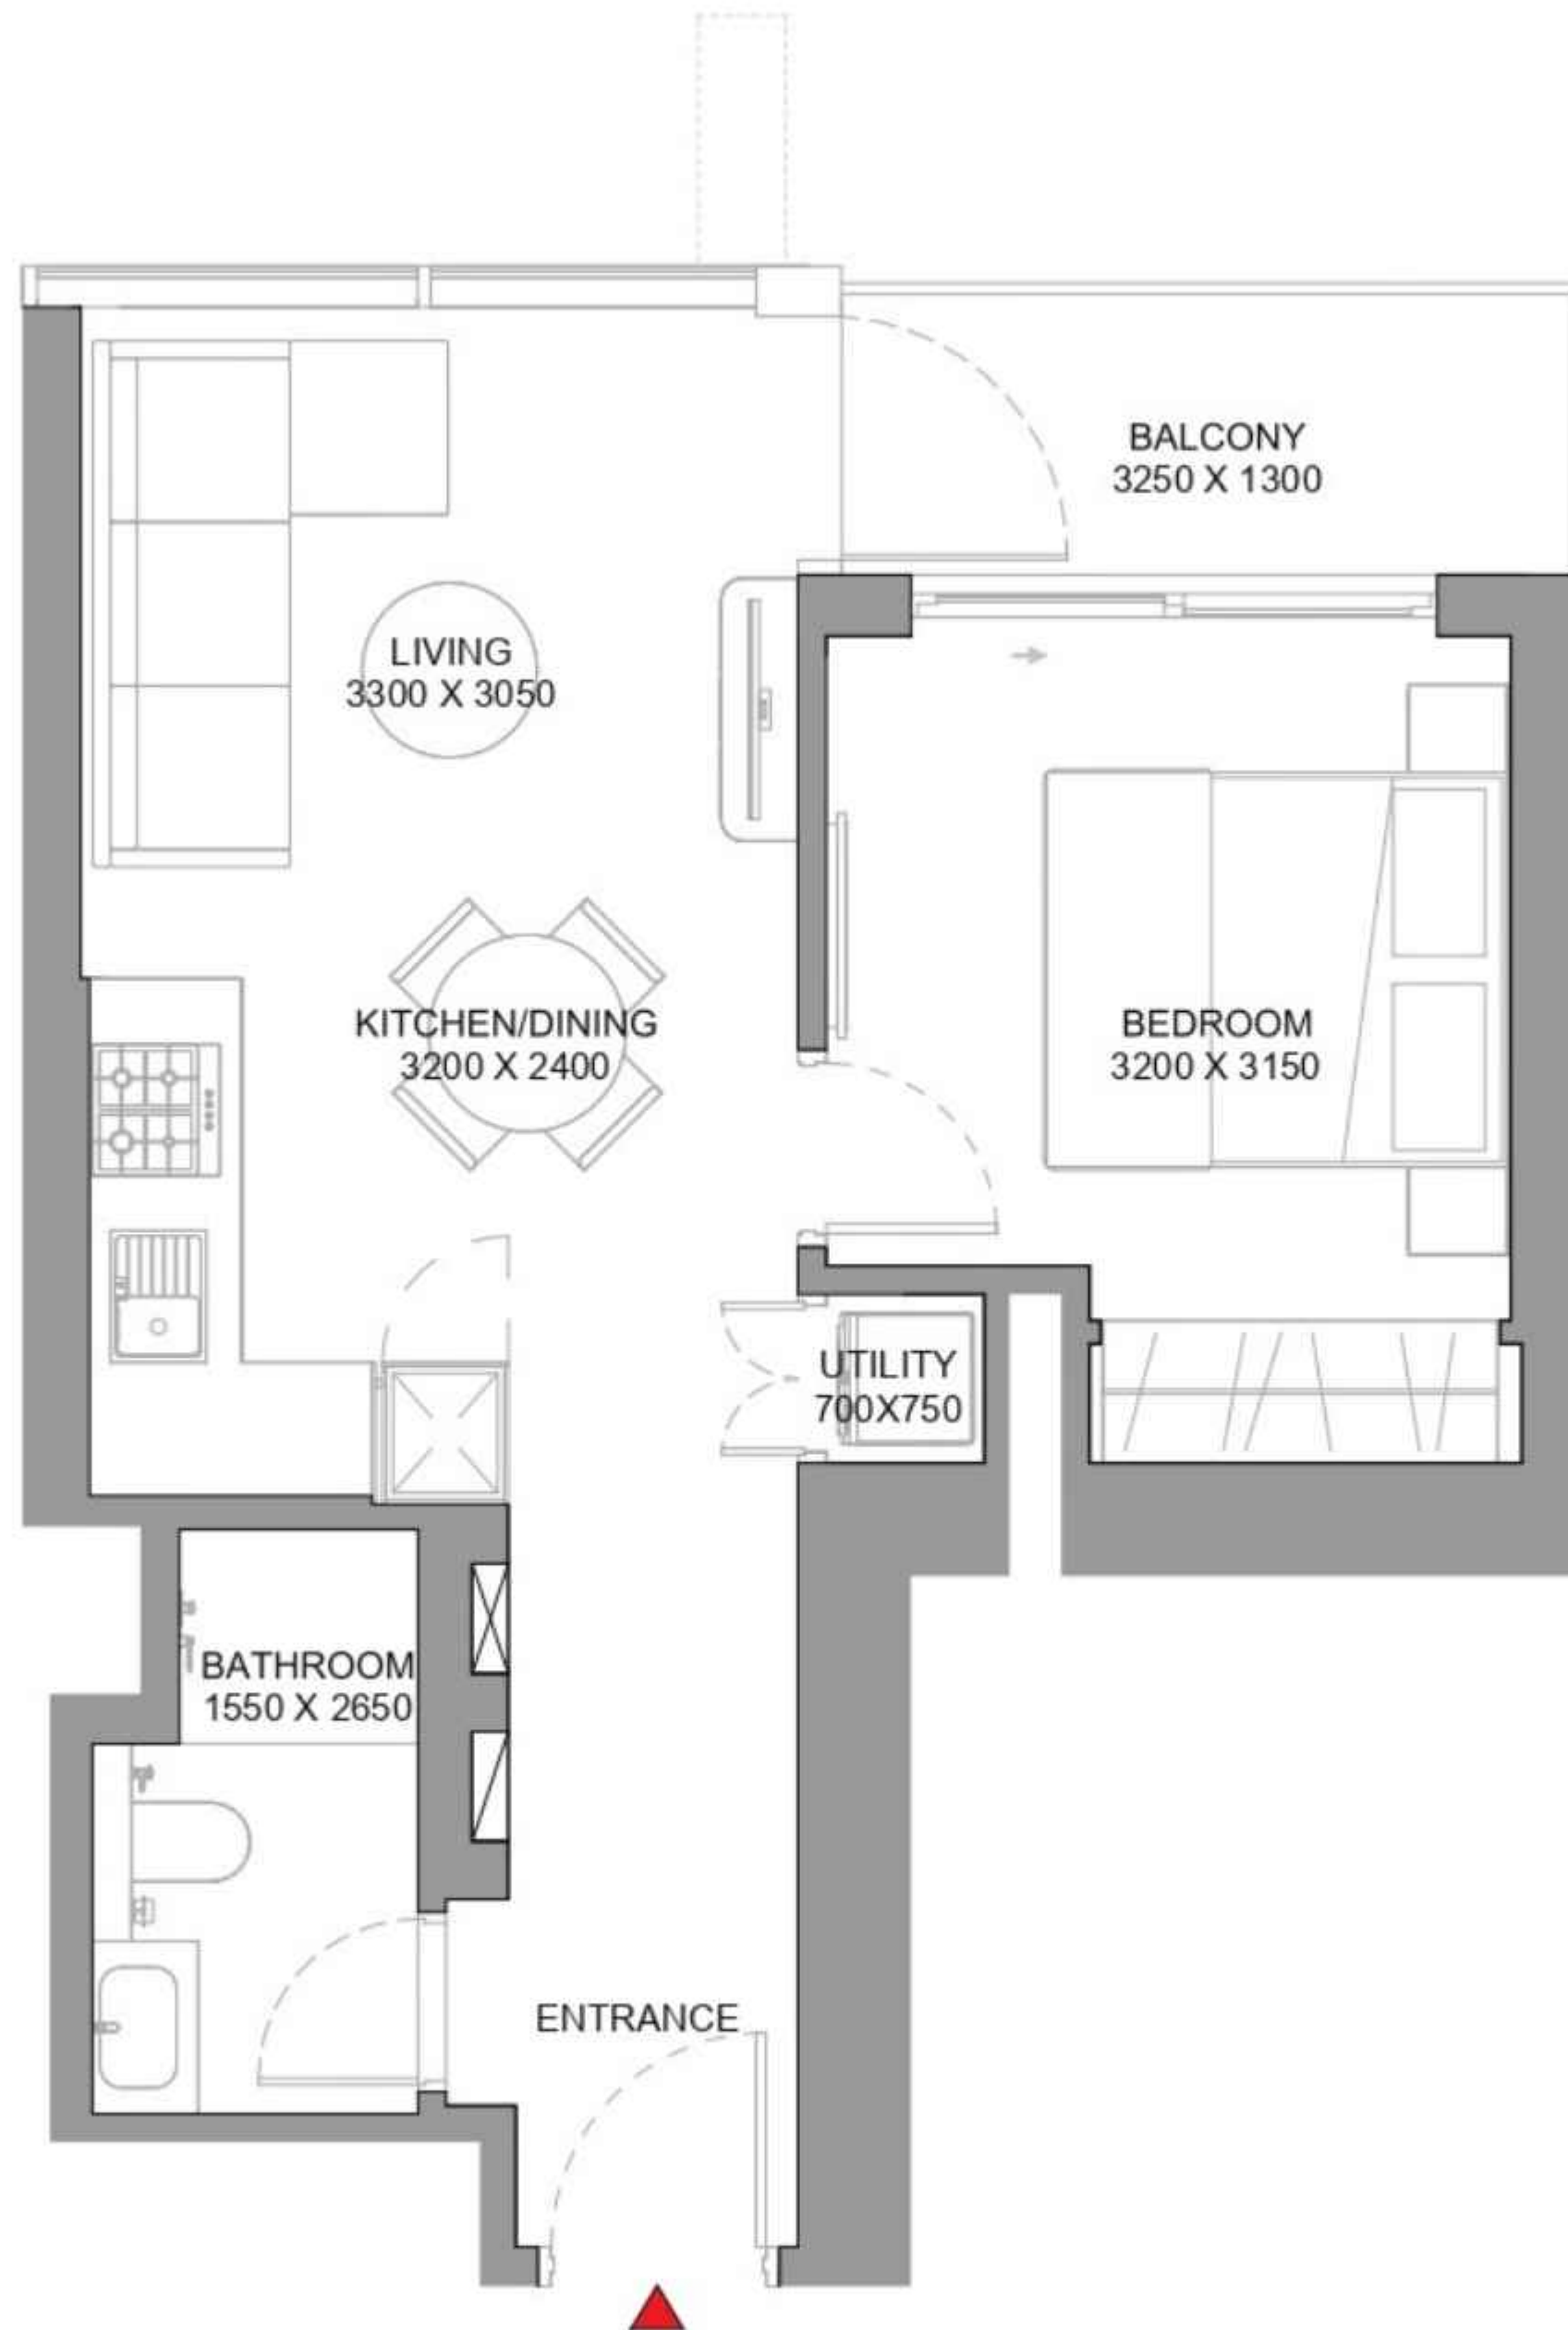 BALCONY
3250 X 1300
LIVING
3300 X 3050
KITCHEN/DINING
3200 X 2400
BEDROOM
3200 X 3150
UTILITY
700X750
BATHROOM
1550 X 2650
ENTRANCE